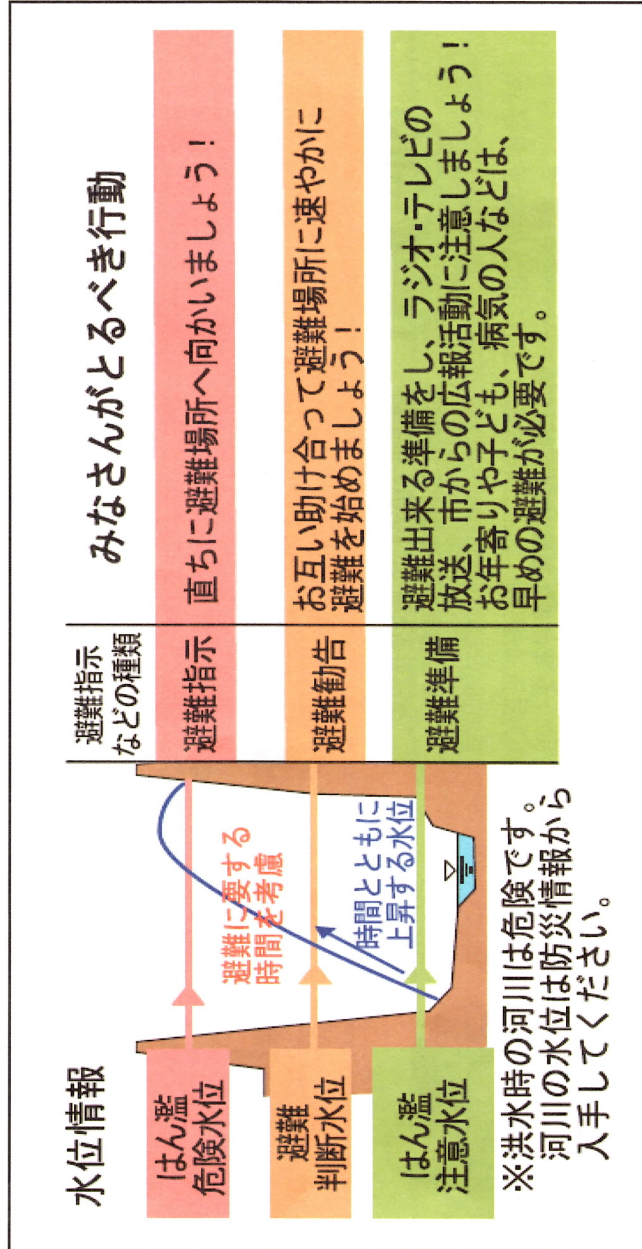 水位情報
避難指示
などの種類
みなさんがとるべき行動
はん濫
危険水位
避難指示
直ちに避難場所へ向かいましょう！
避難
判断水位
避難勧告
お互い助け合って避難場所に速やかに
避難を始めましょう！
はん濫
注意水位
避難準備
避難出来る準備をし、ラジオ・テレビの
放送、市からの広報活動に注意しましょう！
お年寄りや子ども、病気の人などは、
早めの避難が必要です。
避難に要する
時間を考慮
時間とともに
上昇する水位
※洪水時の河川は危険です。
河川の水位は防災情報から
入手してください。